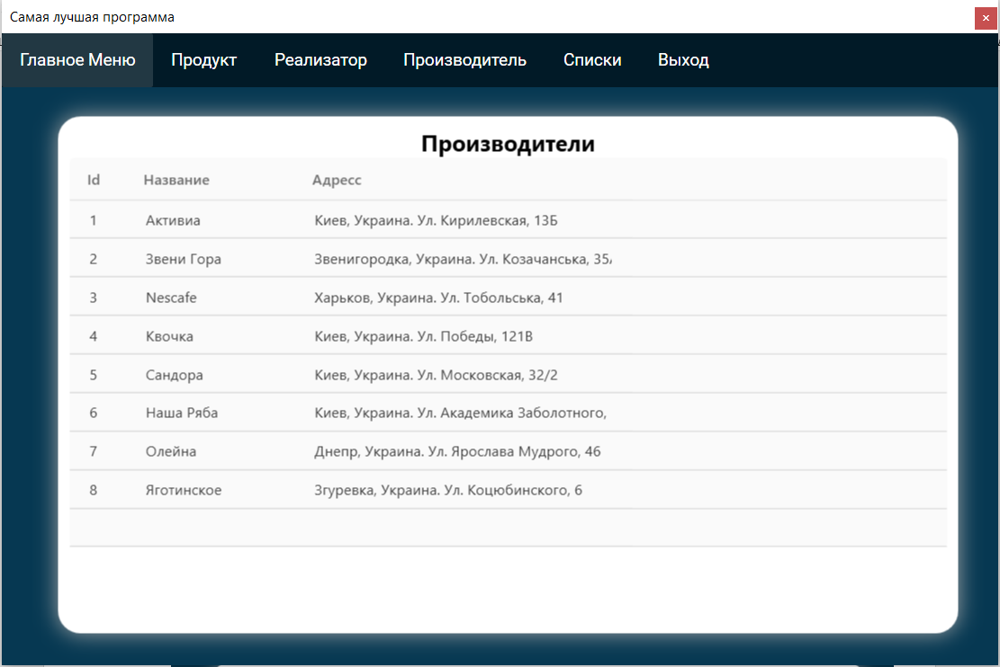 Самая лучшая программа
Главное Меню Продукт Реализатор Производитель Списки Выход
Производители
Id Название Адресс
1 Активиа Киев, Украина. Ул. Кирилевская, 13Б
2 Звени Гора Звенигородка, Украина. Ул. Козачанська, 35
3 Nescafe Харьков, Украина. Ул. Тобольська, 41
4 Квочка Киев, Украина. Ул. Победы, 121В
5 Сандора Киев, Украина. Ул. Московская, 32/2
6 Наша Ряба Киев, Украина. Ул. Академика Заболотного,
7 Олейна Днепр, Украина. Ул. Ярослава Мудрого, 46
8 Яготинское Згуревка, Украина. Ул. Коцюбинского, 6